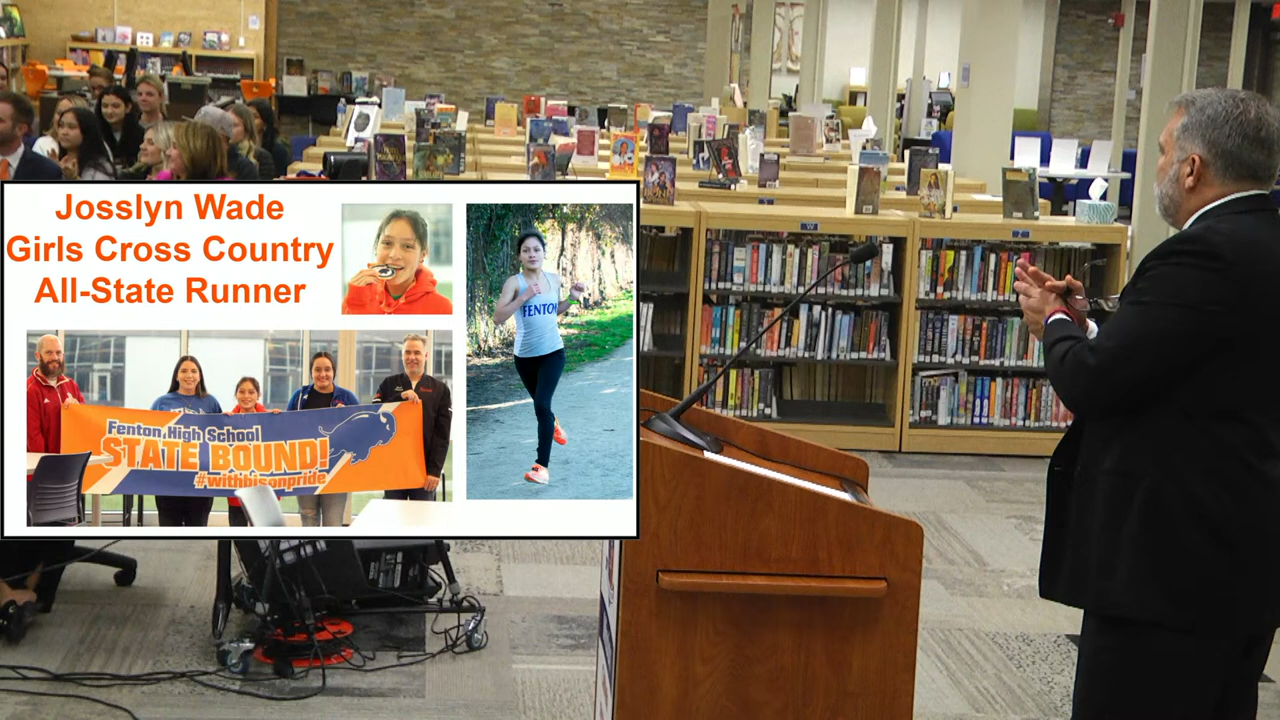 Josslyn Wade
Girls Cross Country
All-State Runner
FENTON
Fenton High School
STATE BOUND!
#withbisonpride
W
Z